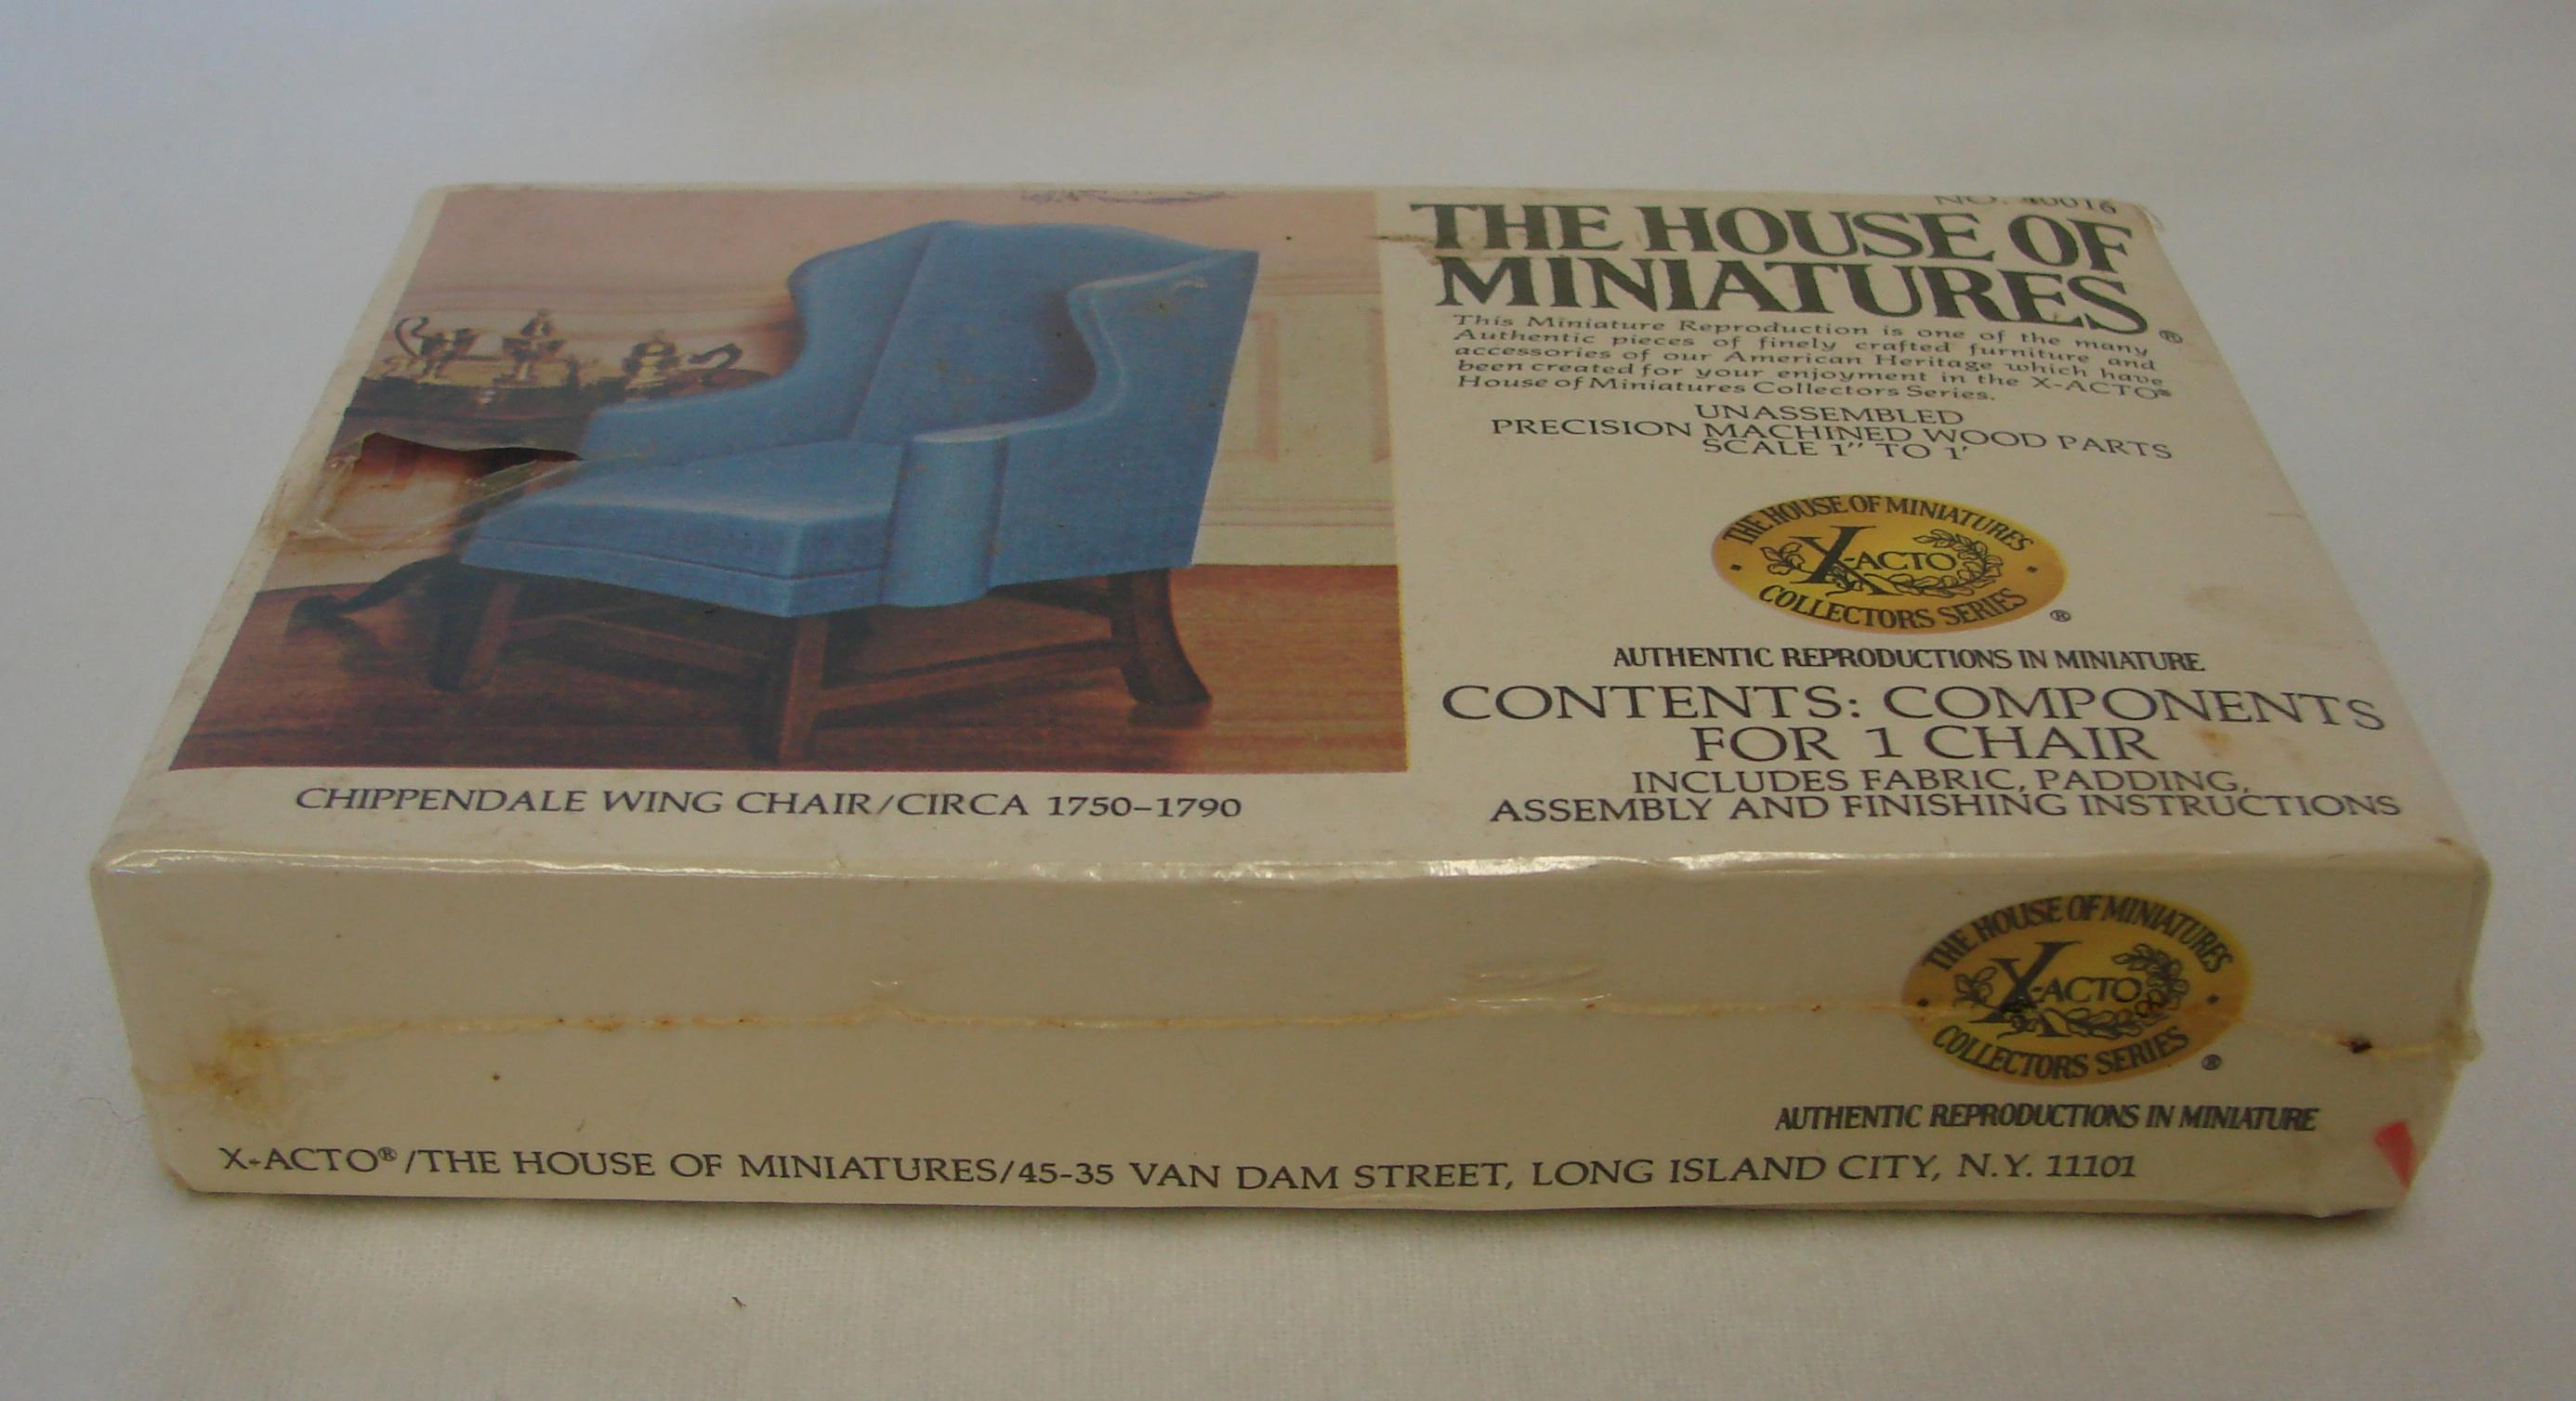 NO. 40016
THE HOUSE OF
MINIATURES®
This Miniature Reproduction is one of the many
Authentic pieces of finely crafted furniture and
accessories of our American Heritage which have
been created for your enjoyment in the X-ACTO®
House of Miniatures Collectors Series.
UNASSEMBLED
PRECISION MACHINED WOOD PARTS
SCALE 1" TO 1'
THE HOUSE OF MINIATURES
X-ACTO
COLLECTORS SERIES ®
AUTHENTIC REPRODUCTIONS IN MINIATURE
CONTENTS: COMPONENTS
FOR 1 CHAIR
INCLUDES FABRIC, PADDING,
ASSEMBLY AND FINISHING INSTRUCTIONS
CHIPPENDALE WING CHAIR/CIRCA 1750-1790
THE HOUSE OF MINIATURES
X-ACTO
COLLECTORS SERIES ®
AUTHENTIC REPRODUCTIONS IN MINIATURE
X-ACTO®/THE HOUSE OF MINIATURES/45-35 VAN DAM STREET, LONG ISLAND CITY, N.Y. 11101